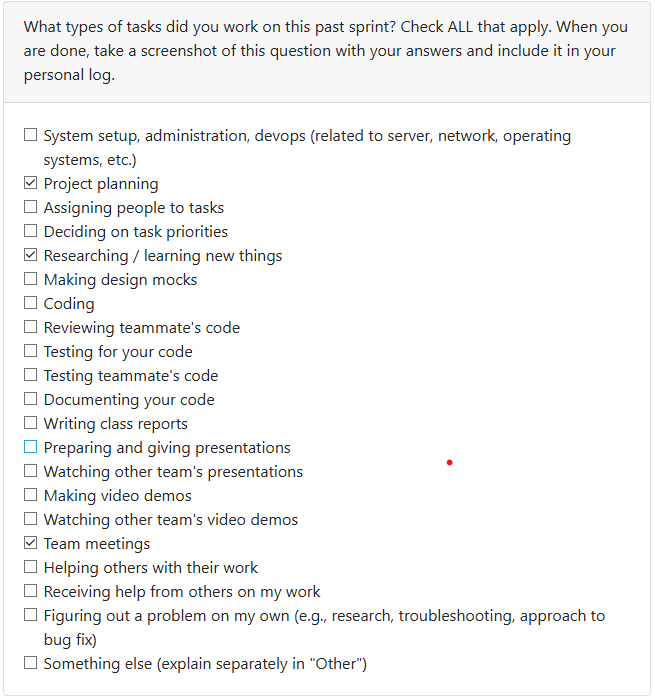 What types of tasks did you work on this past sprint? Check ALL that apply. When you
are done, take a screenshot of this question with your answers and include it in your
personal log.
System setup, administration, devops (related to server, network, operating
systems, etc.)
Project planning
Assigning people to tasks
Deciding on task priorities
Researching / learning new things
Making design mocks
Coding
Reviewing teammate's code
Testing for your code
Testing teammate's code
Documenting your code
Writing class reports
Preparing and giving presentations
Watching other team's presentations
Making video demos
Watching other team's video demos
Team meetings
Helping others with their work
Receiving help from others on my work
Figuring out a problem on my own (e.g., research, troubleshooting, approach to
bug fix)
Something else (explain separately in "Other")